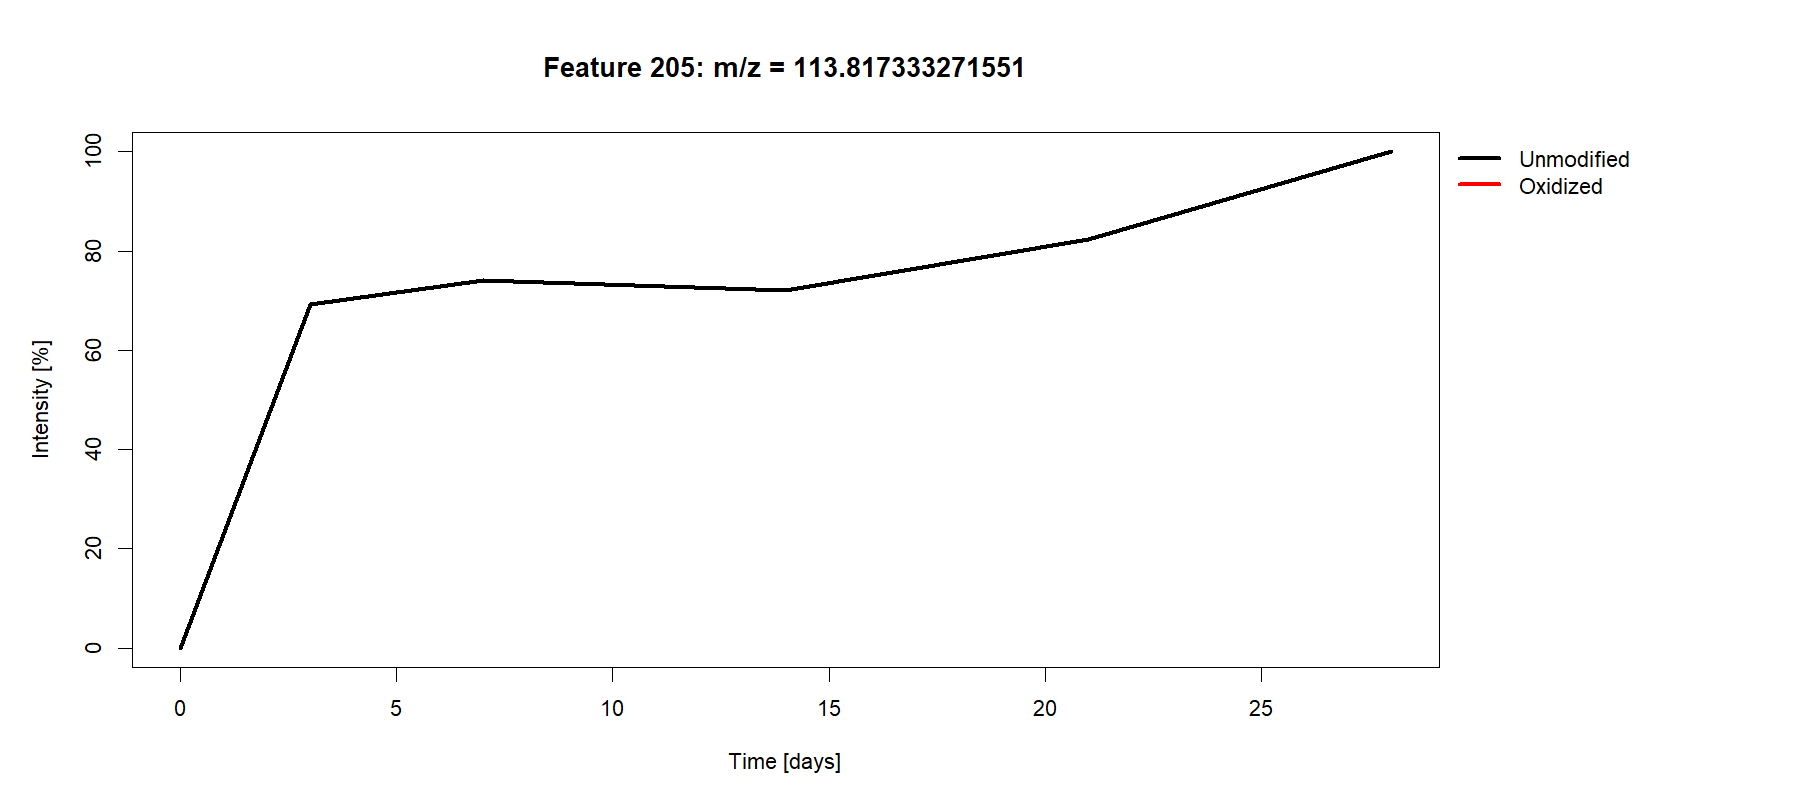 Feature 205: m/z = 113.817333271551
Unmodified
Oxidized
Intensity [%]
100
80
60
40
20
0
0 5 10 15 20 25
Time [days]